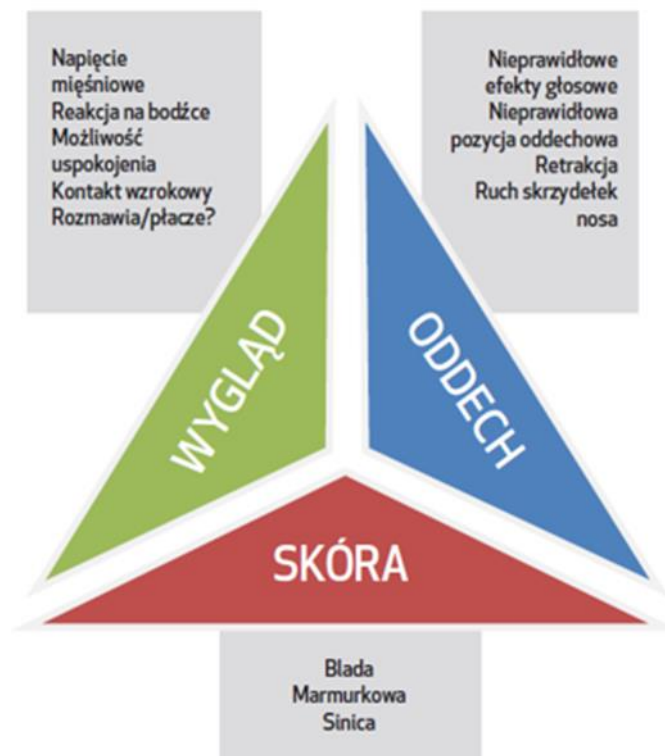 Napięcie
mięśniowe
Reakcja na bodźce
Możliwość
uspokojenia
Kontakt wzrokowy
Rozmawia/płacze?
Nieprawidłowe
efekty głosowe
Nieprawidłowa
pozycja oddechowa
Retrakcja
Ruch skrzydełek
nosa
WYGLĄD
ODDECH
SKÓRA
Blada
Marmurkowa
Sinica